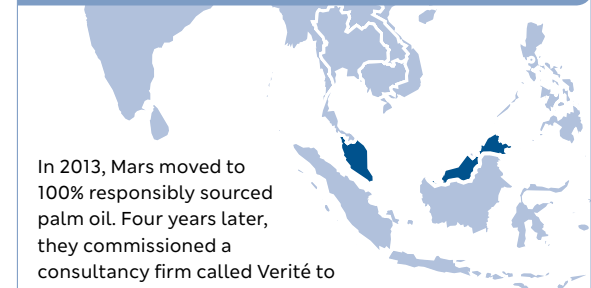 In 2013, Mars moved to
100% responsibly sourced
palm oil. Four years later,
they commissioned a
consultancy firm called Verité to